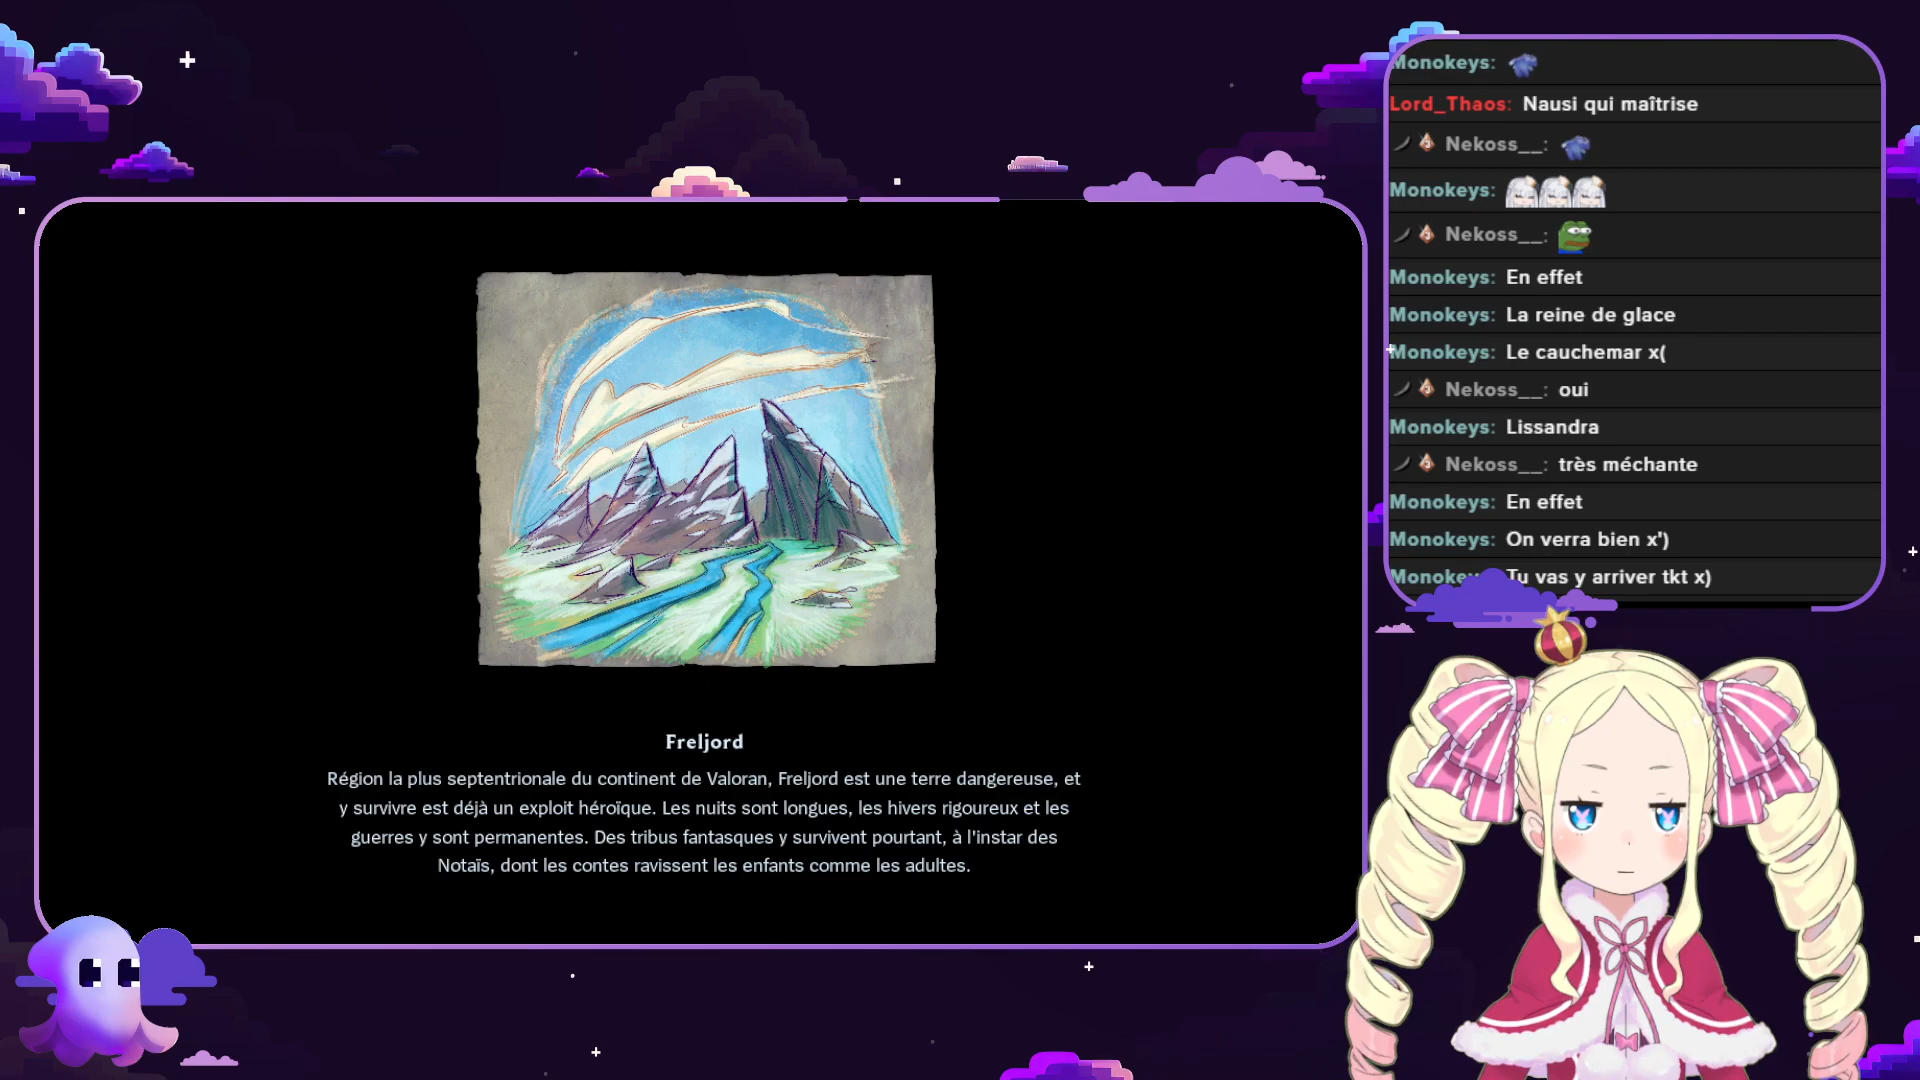 Monokeys:
Lord_Thaos: Nausi qui maîtrise
Nekoss__:
Monokeys:
Nekoss__:
Monokeys: En effet
Monokeys: La reine de glace
Monokeys: Le cauchemar x(
Nekoss__: oui
Monokeys: Lissandra
Nekoss__: très méchante
Monokeys: En effet
Monokeys: On verra bien x')
Tu vas y arriver tkt x)
Freljord
Région la plus septentrionale du continent de Valoran, Freljord est une terre dangereuse, et
y survivre est déjà un exploit héroïque. Les nuits sont longues, les hivers rigoureux et les
guerres y sont permanentes. Des tribus fantasques y survivent pourtant, à l'instar des
Notaïs, dont les contes ravissent les enfants comme les adultes.